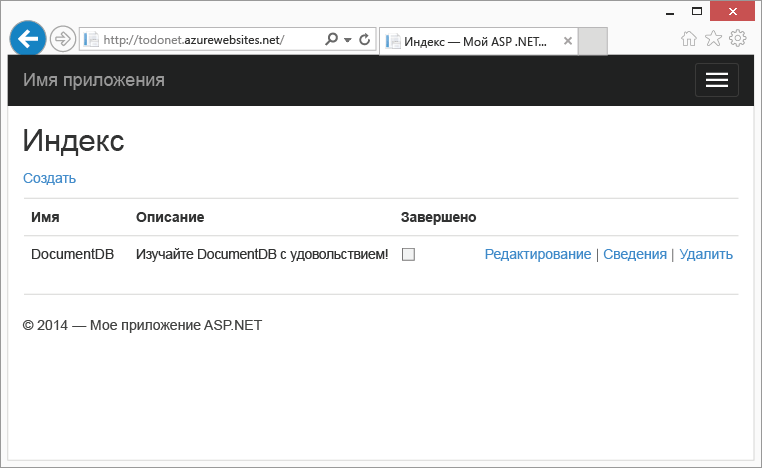 http://todonet.azurewebsites.net/
Индекс — Мой ASP .NET...
Имя приложения
Индекс
Создать
Имя Описание Завершено
DocumentDB Изучайте DocumentDB с удовольствием! Редактирование | Сведения | Удалить
© 2014 — Мое приложение ASP.NET